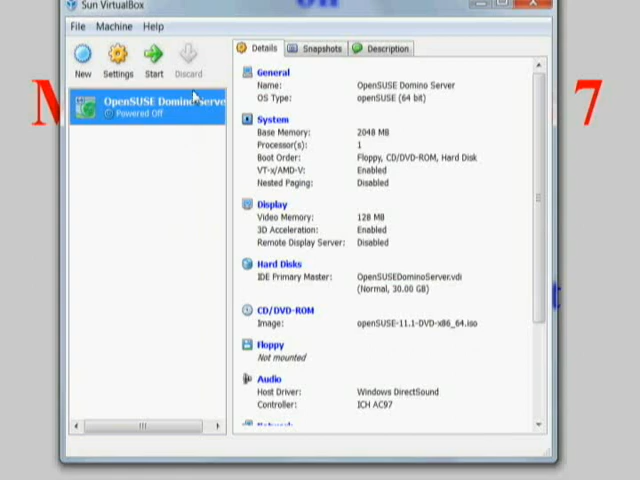 on
Sun VirtualBox
File Machine Help
New Settings Start Discard
Details Snapshots Description
M
7
OpenSUSE Domino Serve
Powered Off
General
Name: OpenSUSE Domino Server
OS Type: openSUSE (64 bit)
System
Base Memory: 2048 MB
Processor(s): 1
Boot Order: Floppy, CD/DVD-ROM, Hard Disk
VT-x/AMD-V: Enabled
Nested Paging: Disabled
Display
Video Memory: 128 MB
3D Acceleration: Enabled
Remote Display Server: Disabled
Hard Disks
IDE Primary Master: OpenSUSEDominoServer.vdi
(Normal, 30.00 GB)
t
CD/DVD-ROM
Image: openSUSE-11.1-DVD-x86_64.iso
Floppy
Not mounted
Audio
Host Driver: Windows DirectSound
Controller: ICH AC97